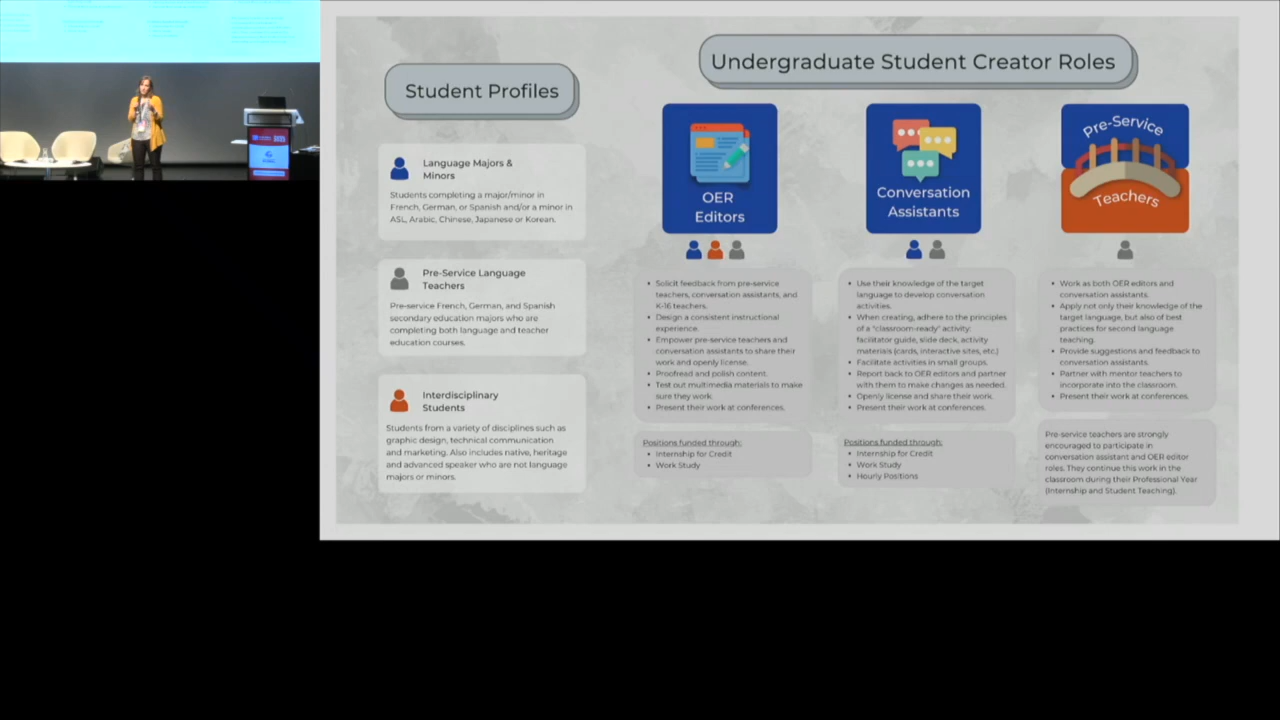 Student Profiles
Language Majors &
Minors
Students completing a major/minor in
French, German, or Spanish and/or a minor in
ASL, Arabic, Chinese, Japanese or Korean.
Pre-Service Language
Teachers
Pre-service French, German, and Spanish
secondary education majors who are
completing both language and teacher
education courses.
Interdisciplinary
Students
Students from a variety of disciplines such as
graphic design, technical communication
and marketing. Also includes native, heritage
and advanced speaker who are not language
majors or minors.
Undergraduate Student Creator Roles
OER
Editors
• Solicit feedback from pre-service
teachers, conversation assistants, and
K-16 teachers.
• Design a consistent instructional
experience.
• Empower pre-service teachers and
conversation assistants to share their
work and openly license.
• Proofread and polish content.
• Test out multimedia materials to make
sure they work.
• Present their work at conferences.
Positions funded through:
• Internship for Credit
• Work Study
Conversation
Assistants
• Use their knowledge of the target
language to develop conversation
activities.
• When creating, adhere to the principles
of a "classroom-ready" activity:
facilitator guide, slide deck, activity
materials (cards, interactive sites, etc.)
• Facilitate activities in small groups.
• Report back to OER editors and partner
with them to make changes as needed.
• Openly license and share their work.
• Present their work at conferences.
Positions funded through:
• Internship for Credit
• Work Study
• Hourly Positions
Pre-Service
Teachers
• Work as both OER editors and
conversation assistants.
• Apply not only their knowledge of the
target language, but also of best
practices for second language
teaching.
• Provide suggestions and feedback to
conversation assistants.
• Partner with mentor teachers to
incorporate into the classroom.
• Present their work at conferences.
Pre-service teachers are strongly
encouraged to participate in
conversation assistant and OER editor
roles. They continue this work in the
classroom during their Professional Year
(Internship and Student Teaching).